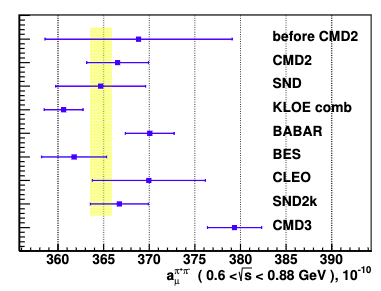 before CMD2
CMD2
SND
KLOE comb
BABAR
BES
CLEO
SND2k
CMD3
360 365 370 375 380 385 390
a_μ^{π⁺π⁻} ( 0.6 <√s < 0.88 GeV ), 10^{-10}